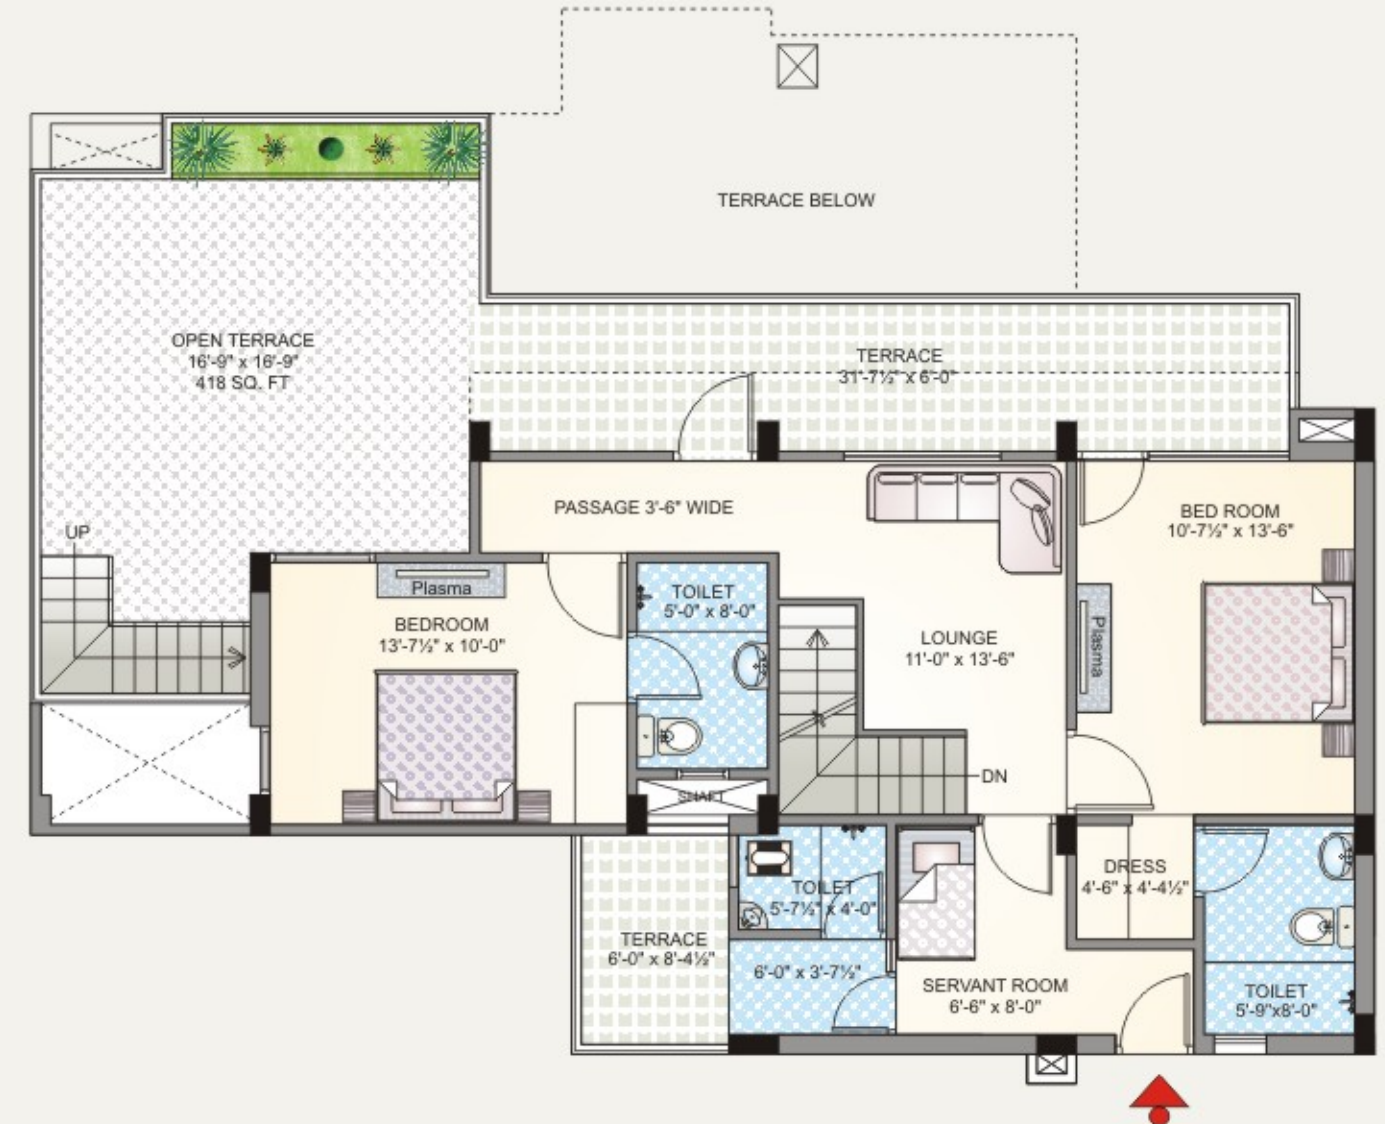 TERRACE BELOW
OPEN TERRACE
16'-9" x 16'-9"
418 SQ. FT
TERRACE
31'-7½" x 6'-0"
UP
PASSAGE 3'-6" WIDE
BED ROOM
10'-7½" x 13'-6"
Plasma
BEDROOM
13'-7½" x 10'-0"
TOILET
5'-0" x 8'-0"
LOUNGE
11'-0" x 13'-6"
Plasma
DN
SHAFT
TOILET
5'-7½" x 4'-0"
DRESS
4'-6" x 4'-4½"
TERRACE
6'-0" x 8'-4½"
6'-0" x 3'-7½"
SERVANT ROOM
6'-6" x 8'-0"
TOILET
5'-9"x8'-0"